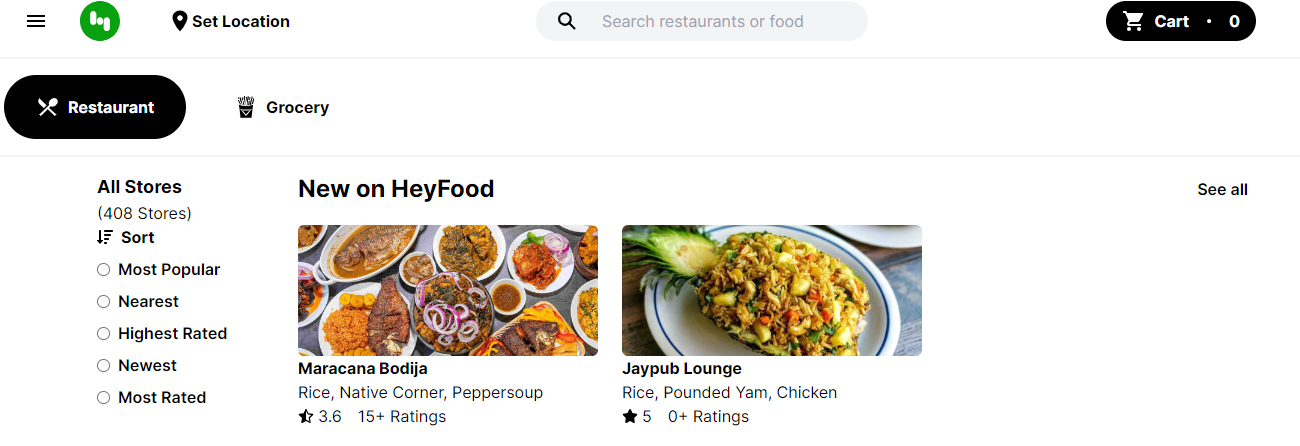 Set Location
Search restaurants or food
Cart • 0
Restaurant
Grocery
All Stores
(408 Stores)
Sort
Most Popular
Nearest
Highest Rated
Newest
Most Rated
New on HeyFood
See all
Maracana Bodija
Rice, Native Corner, Peppersoup
3.6 15+ Ratings
Jaypub Lounge
Rice, Pounded Yam, Chicken
5 0+ Ratings